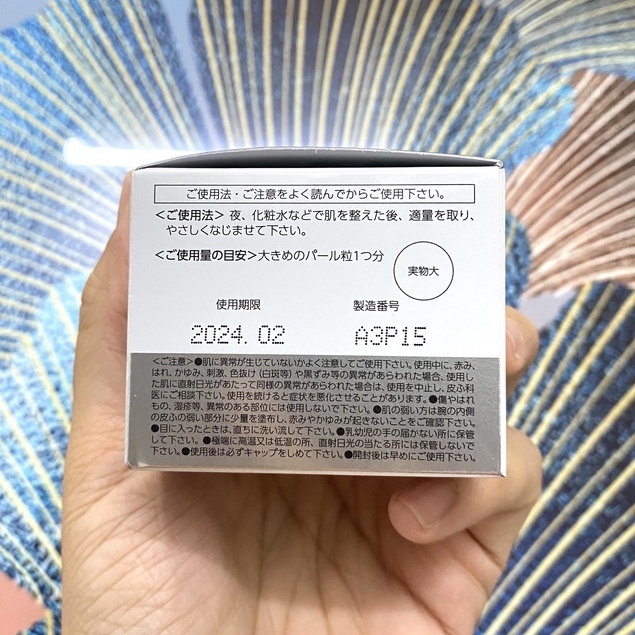 ご使用法・ご注意をよく読んでからご使用下さい。
＜ご使用法＞ 夜、化粧水などで肌を整えた後、適量を取り、
やさしくなじませて下さい。
＜ご使用量の目安＞大きめのパール粒1つ分
実物大
使用期限
製造番号
2024.02
A3P15
＜ご注意＞●肌に異常が生じていないかよく注意してご使用下さい。使用中に、赤み、
はれ、かゆみ、刺激、色抜け（白斑等）や黒ずみ等の異常があらわれた場合、使用し
た肌に直射日光があたって同様の異常があらわれた場合は、使用を中止し、皮ふ科
医にご相談下さい。使用を続けると症状を悪化させることがあります。●傷やはれ
もの、湿疹等、異常のある部位には使用しないで下さい。●肌の弱い方は腕の内側
の皮ふの弱い部分に少量を塗布し、赤みやかゆみが起きないことをご確認下さい。
●目に入ったときは、直ちに洗い流して下さい。●乳幼児の手の届かない所に保管
して下さい。●極端に高温又は低温の所、直射日光の当たる所には保管しないで
下さい。●使用後は必ずキャップをしめて下さい。●開封後は早めにご使用下さい。